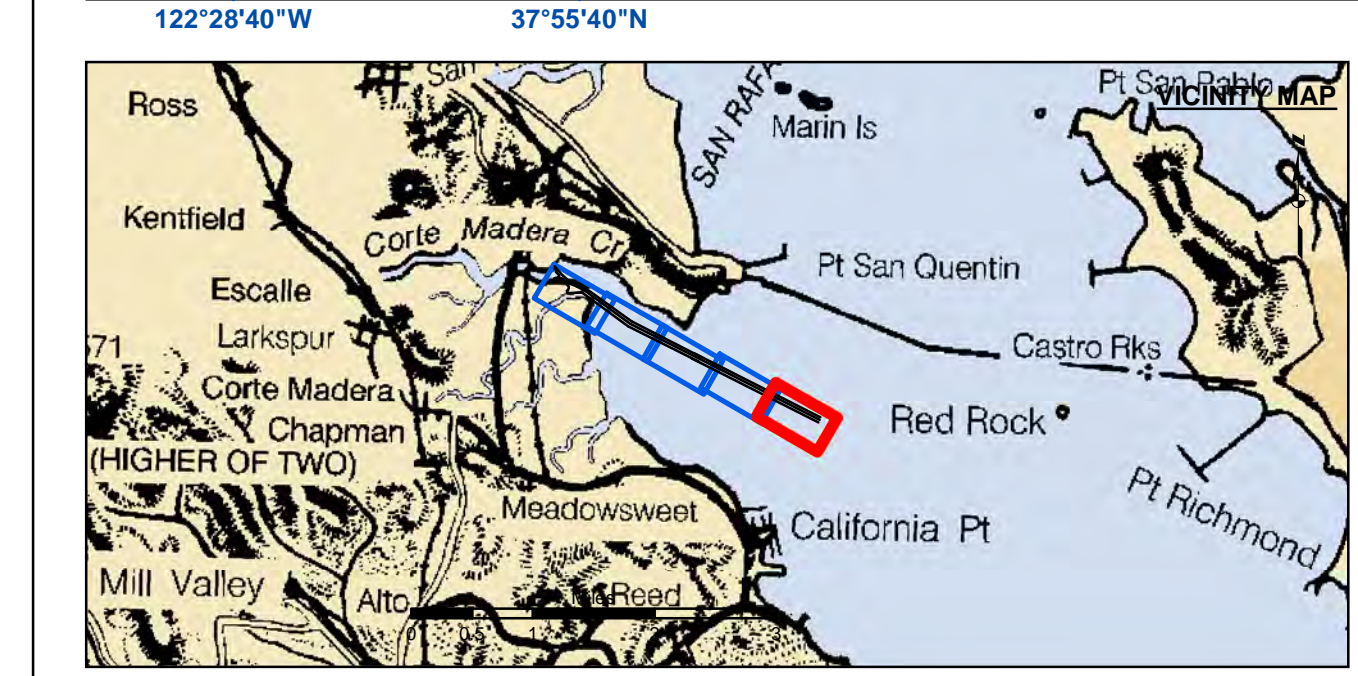 122°28'40"W
37°55'40"N
San
Pt San Pablo
VICINITY MAP
Ross
SAN RAFA
Marin Is
Kentfield
Corte Madera Cr
Pt San Quentin
Escalle
Larkspur
Castro Rks
571
Corte Madera
Red Rock
Chapman
(HIGHER OF TWO)
Pt Richmond
Meadowsweet
California Pt
Mill Valley
Alto
Miles
Reed
0 0.5 1 2 3